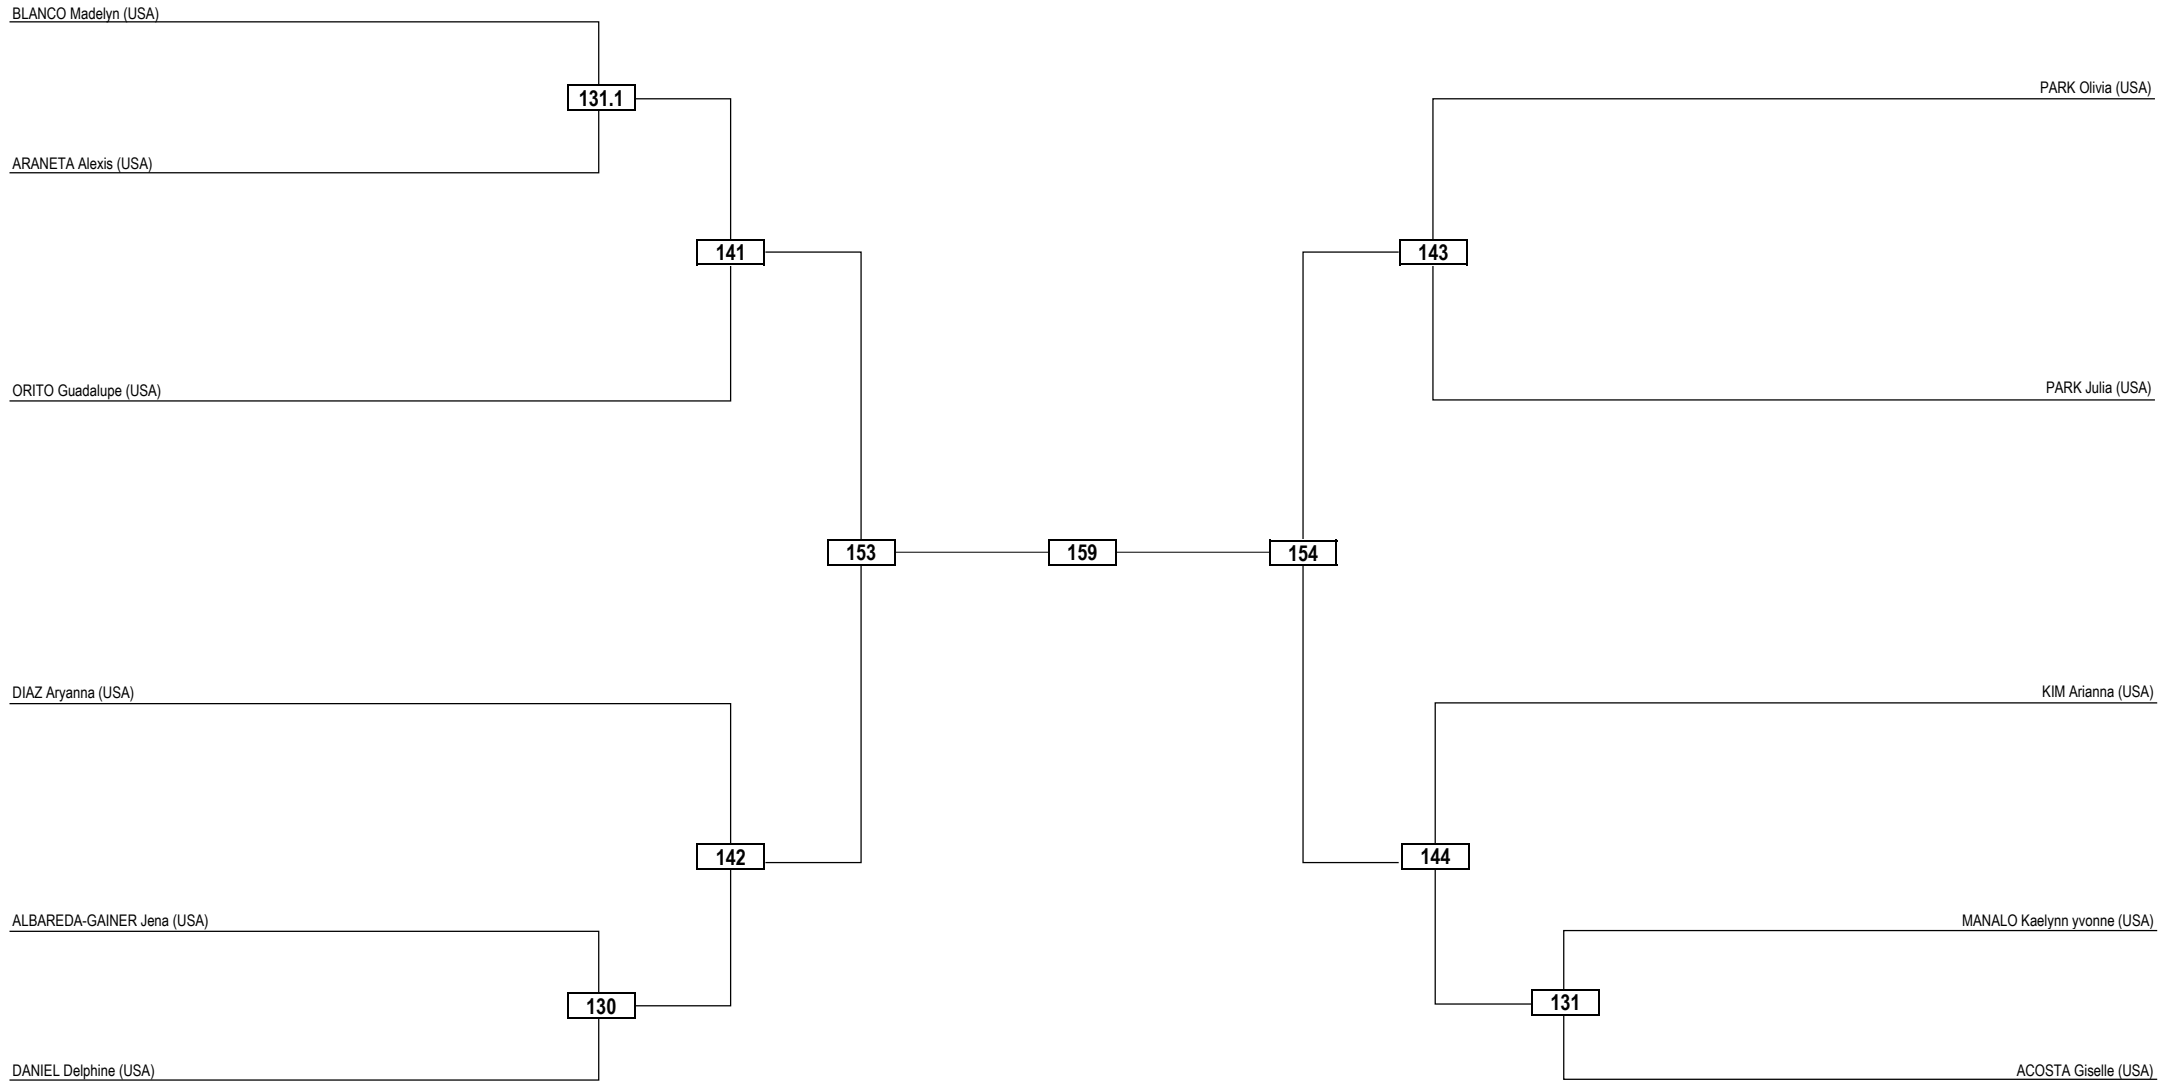 BLANCO Madelyn (USA)
PARK Olivia (USA)
131.1
ARANETA Alexis (USA)
141
143
ORITO Guadalupe (USA)
PARK Julia (USA)
153
159
154
DIAZ Aryanna (USA)
KIM Arianna (USA)
142
144
ALBAREDA-GAINER Jena (USA)
MANALO Kaelynn yvonne (USA)
130
131
DANIEL Delphine (USA)
ACOSTA Giselle (USA)